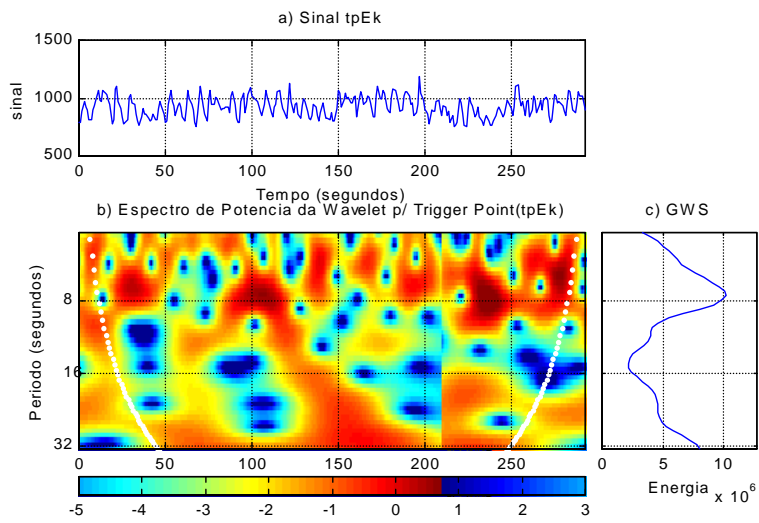 a) Sinal tpEk
1500
1000
500
sinal
0 50 100 150 200 250
Tempo (segundos)
b) Espectro de Potencia da Wavelet p/ Trigger Point(tpEk)
c) GWS
8
16
32
Periodo (segundos)
0 50 100 150 200 250
0 5 10
Energia x 10^6
-5 -4 -3 -2 -1 0 1 2 3